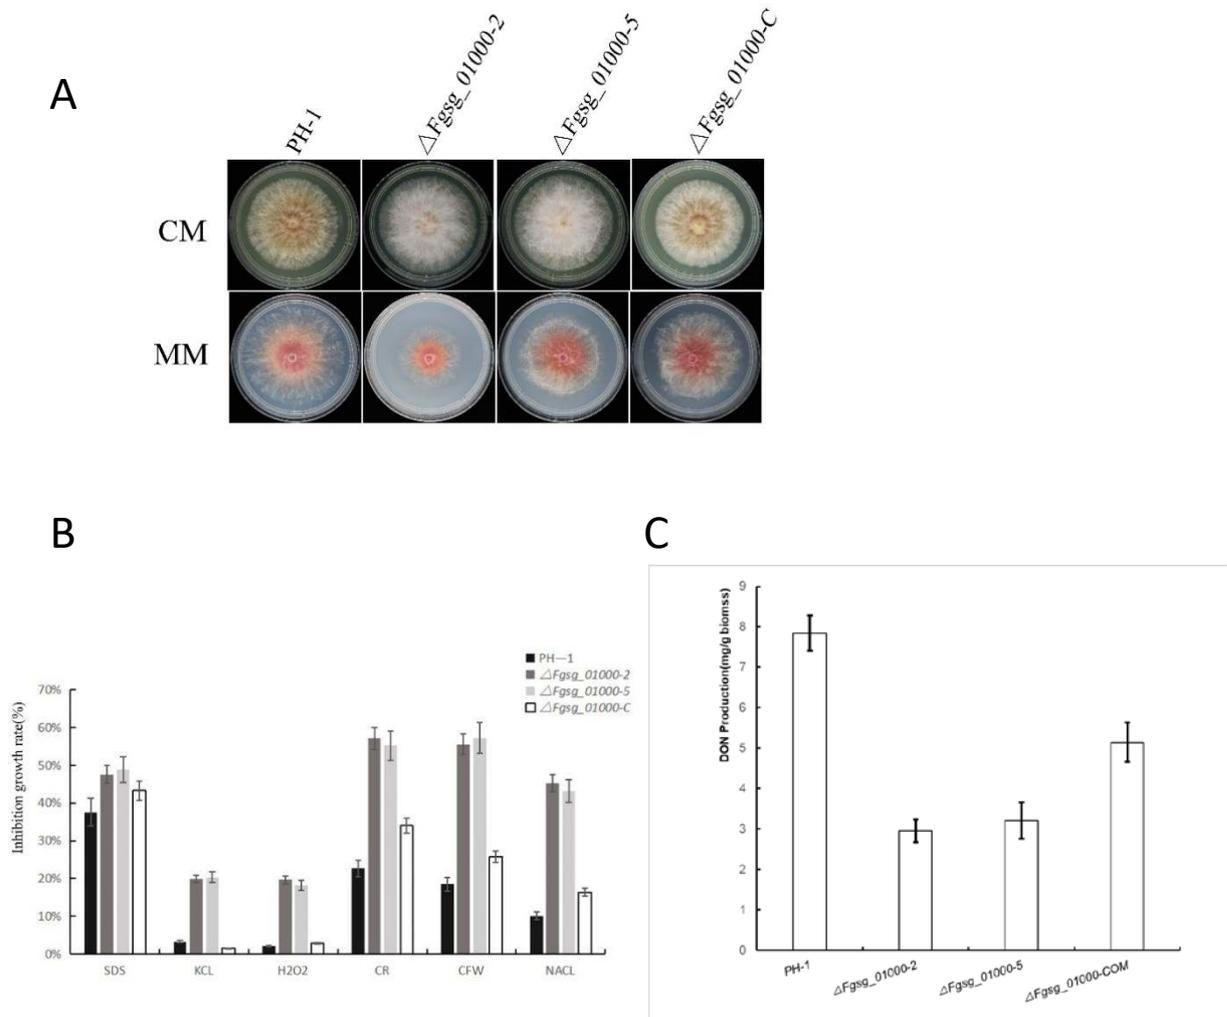 A
PH-1
△Fgsg_01000-2
△Fgsg_01000-5
△Fgsg_01000-C
CM
MM
B
Inhibition growth rate(%)
70%
60%
50%
40%
30%
20%
10%
0%
PH—1
△Fgsg_01000-2
△Fgsg_01000-5
△Fgsg_01000-C
SDS KCL H2O2 CR CFW NACL
C
DON Production(mg/g biomss)
9
8
7
6
5
4
3
2
1
0
PH-1 △Fgsg_01000-2 △Fgsg_01000-5 △Fgsg_01000-COM